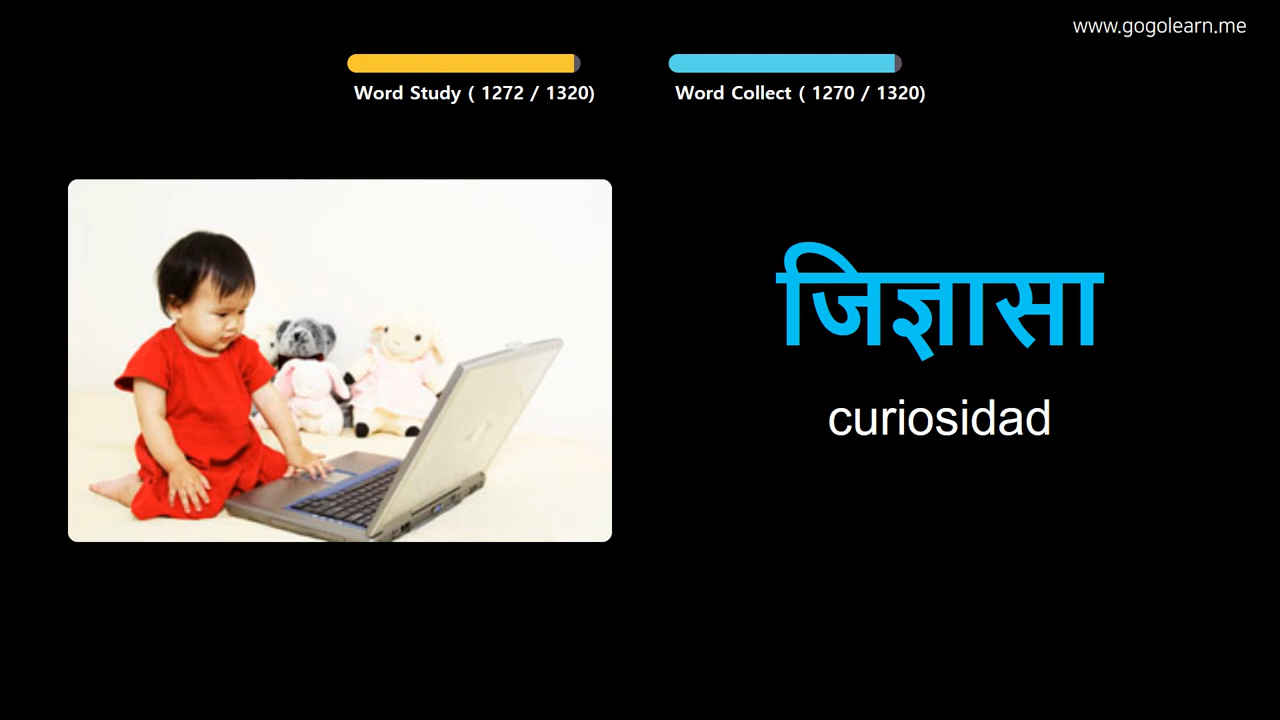 www.gogolearn.me
Word Study ( 1272 / 1320)
Word Collect ( 1270 / 1320)
जिज्ञासा
curiosidad